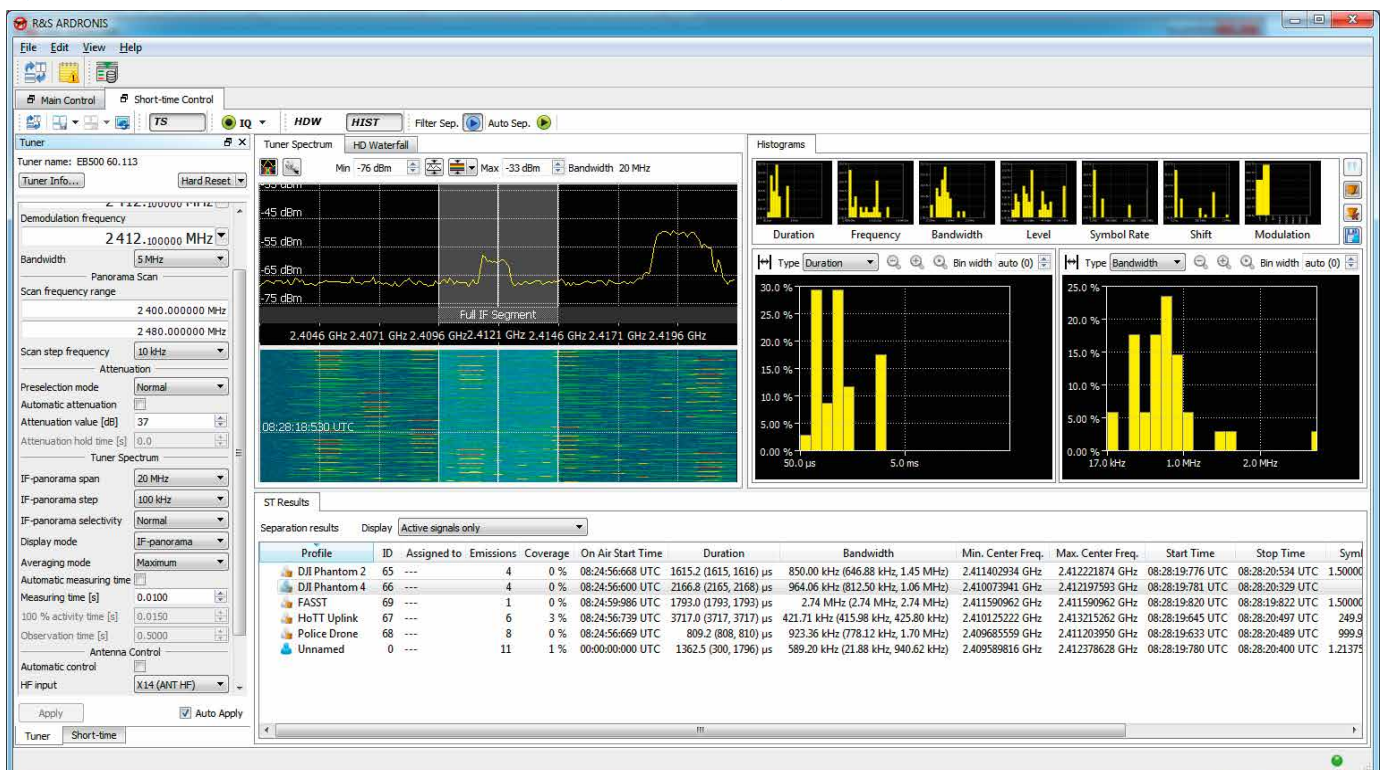 R&S ARDRONIS
File Edit View Help
Main Control Short-time Control
TS IQ HDW HIST Filter Sep. Auto Sep.
Tuner
Tuner name: EB500 60.113
Tuner Info... Hard Reset
Demodulation frequency
2 412.100000 MHz
Bandwidth 5 MHz
Panorama Scan
Scan frequency range
2 400.000000 MHz
2 480.000000 MHz
Scan step frequency 10 kHz
Attenuation
Preselection mode Normal
Automatic attenuation
Attenuation value [dB] 37
Attenuation hold time [s] 0.0
Tuner Spectrum
IF-panorama span 20 MHz
IF-panorama step 100 kHz
IF-panorama selectivity Normal
Display mode IF-panorama
Averaging mode Maximum
Automatic measuring time
Measuring time [s] 0.0100
100 % activity time [s] 0.0150
Observation time [s] 0.5000
Antenna Control
Automatic control
HF input X14 (ANT HF)
Apply Auto Apply
Tuner Short-time
Tuner Spectrum HD Waterfall
Min -76 dBm Max -33 dBm Bandwidth 20 MHz
-45 dBm
-55 dBm
-65 dBm
-75 dBm
Full IF Segment
2.4046 GHz 2.4071 GHz 2.4096 GHz 2.4121 GHz 2.4146 GHz 2.4171 GHz 2.4196 GHz
08:28:18:530 UTC
Histograms
Duration Frequency Bandwidth Level Symbol Rate Shift Modulation
Type Duration Bin width auto (0)
30.0 %
25.0 %
20.0 %
15.0 %
10.0 %
5.00 %
0.00 %
50.0 µs 5.0 ms
Type Bandwidth Bin width auto (0)
25.0 %
20.0 %
15.0 %
10.0 %
5.00 %
0.00 %
17.0 kHz 1.0 MHz 2.0 MHz
ST Results
Separation results Display Active signals only
Profile ID Assigned to Emissions Coverage On Air Start Time Duration Bandwidth Min. Center Freq. Max. Center Freq. Start Time Stop Time Syml
DJI Phantom 2 65 --- 4 0 % 08:24:56:668 UTC 1615.2 (1615, 1616) µs 850.00 kHz (646.88 kHz, 1.45 MHz) 2.411402934 GHz 2.412221874 GHz 08:28:19:776 UTC 08:28:20:534 UTC 1.50000
DJI Phantom 4 66 --- 4 0 % 08:24:56:600 UTC 2166.8 (2165, 2168) µs 964.06 kHz (812.50 kHz, 1.06 MHz) 2.410073941 GHz 2.412197593 GHz 08:28:19:782 UTC 08:28:20:329 UTC
FASST 69 --- 1 0 % 08:24:59:986 UTC 1793.0 (1793, 1793) µs 2.74 MHz (2.74 MHz, 2.74 MHz) 2.411590962 GHz 2.411590962 GHz 08:28:19:820 UTC 08:28:19:822 UTC 1.50000
HoTT Uplink 67 --- 6 3 % 08:24:56:739 UTC 3717.0 (3717, 3717) µs 421.71 kHz (415.98 kHz, 425.80 kHz) 2.410125222 GHz 2.413215262 GHz 08:28:19:645 UTC 08:28:20:497 UTC 249.9
Police Drone 68 --- 8 0 % 08:24:56:669 UTC 809.2 (808, 810) µs 923.36 kHz (778.12 kHz, 1.70 MHz) 2.409685559 GHz 2.411203950 GHz 08:28:19:633 UTC 08:28:20:489 UTC 999.9
Unnamed 0 --- 11 1 % 00:00:00:000 UTC 1362.5 (300, 1796) µs 589.20 kHz (21.88 kHz, 940.62 kHz) 2.409589816 GHz 2.412378628 GHz 08:28:19:780 UTC 08:28:20:400 UTC 1.21375